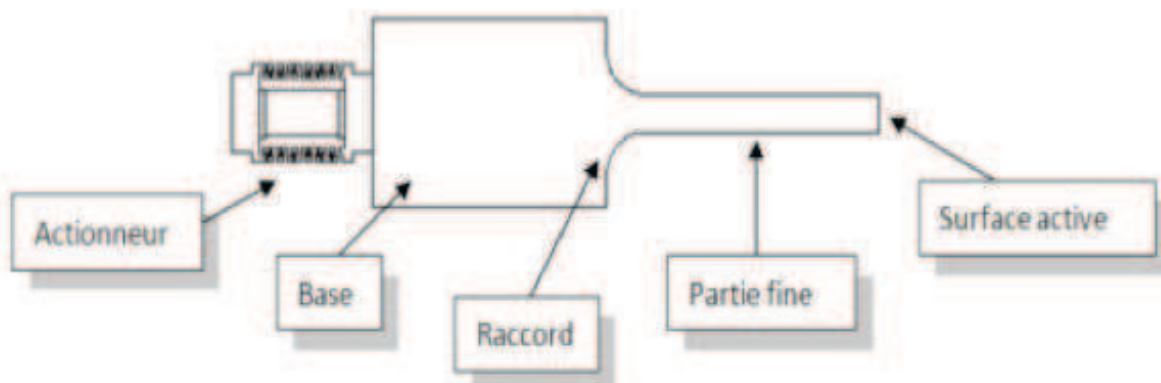 Actionneur
Base
Raccord
Partie fine
Surface active